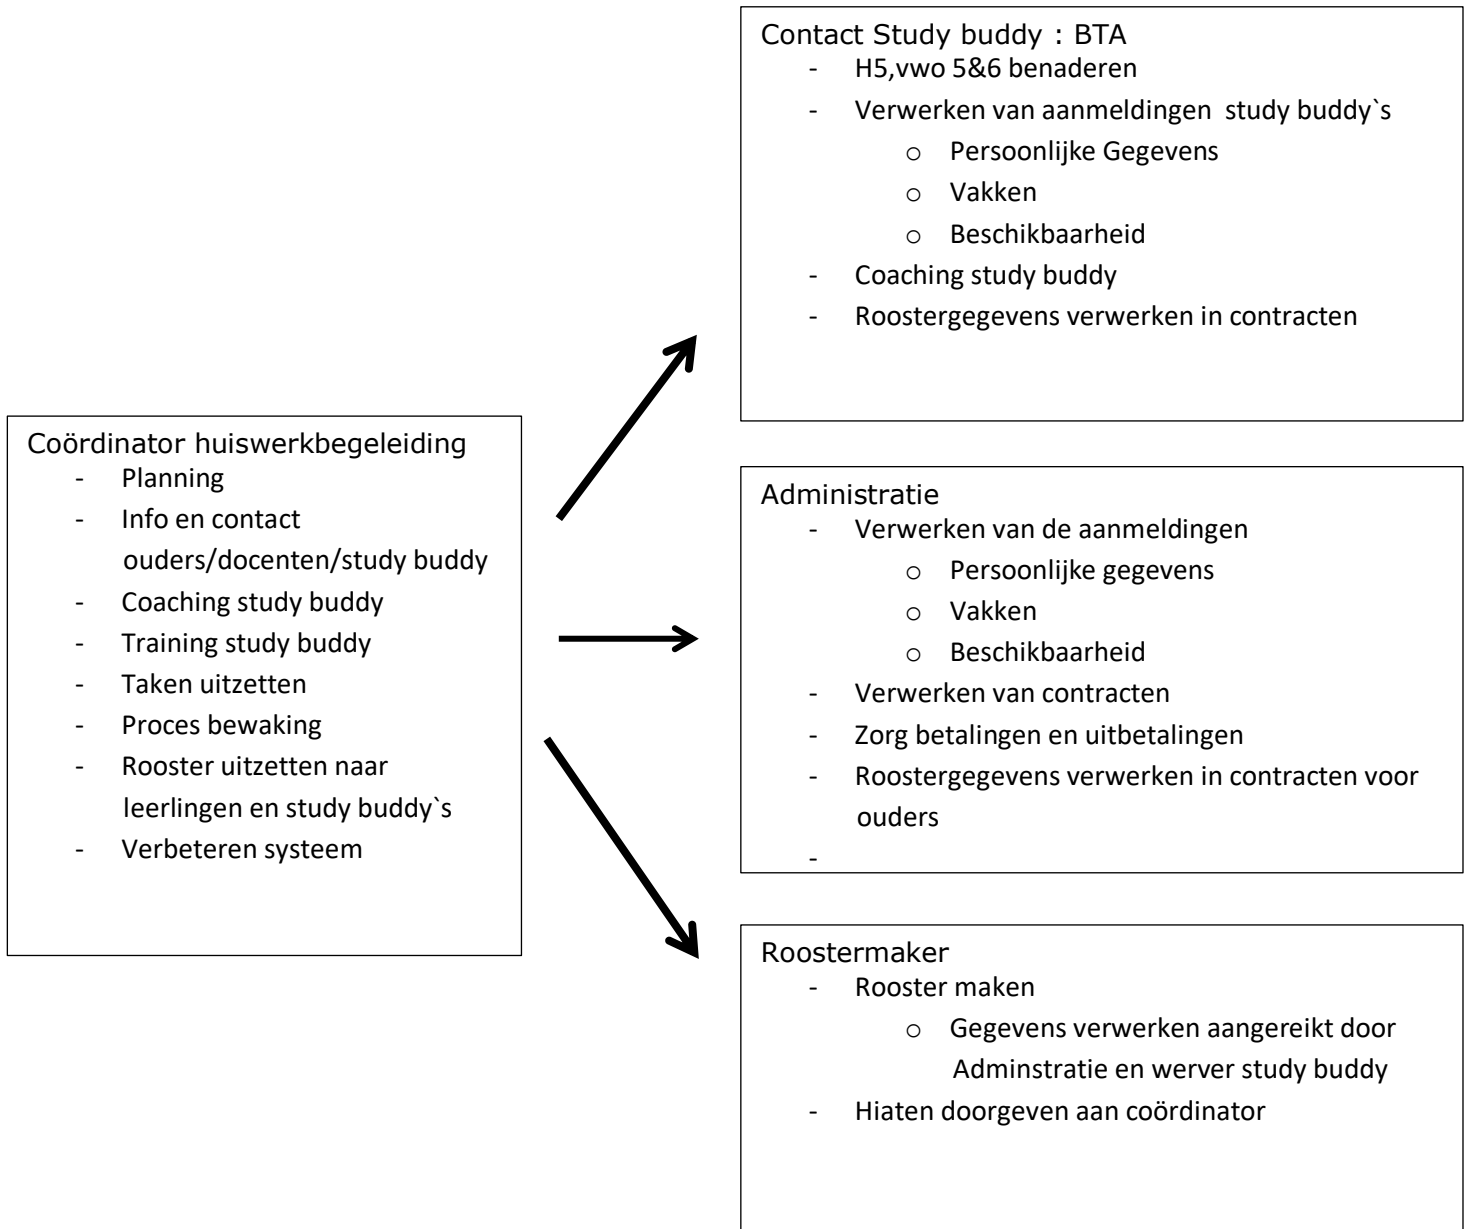 Contact Study buddy : BTA
- H5,vwo 5&6 benaderen
- Verwerken van aanmeldingen study buddy`s
o Persoonlijke Gegevens
o Vakken
o Beschikbaarheid
- Coaching study buddy
- Roostergegevens verwerken in contracten
Coördinator huiswerkbegeleiding
- Planning
- Info en contact
ouders/docenten/study buddy
- Coaching study buddy
- Training study buddy
- Taken uitzetten
- Proces bewaking
- Rooster uitzetten naar
leerlingen en study buddy`s
- Verbeteren systeem
Administratie
- Verwerken van de aanmeldingen
o Persoonlijke gegevens
o Vakken
o Beschikbaarheid
- Verwerken van contracten
- Zorg betalingen en uitbetalingen
- Roostergegevens verwerken in contracten voor
ouders
-
Roostermaker
- Rooster maken
o Gegevens verwerken aangereikt door
Adminstratie en werver study buddy
- Hiaten doorgeven aan coördinator